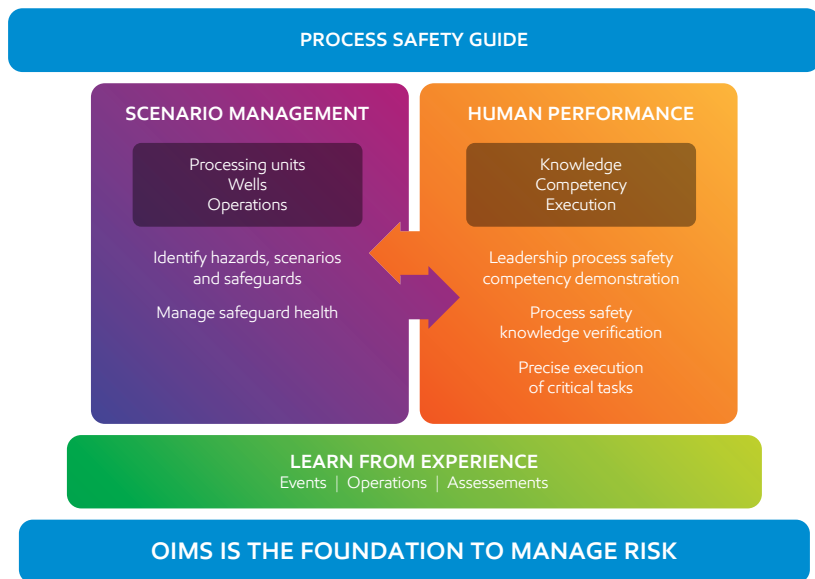 PROCESS SAFETY GUIDE
SCENARIO MANAGEMENT
Processing units
Wells
Operations
Identify hazards, scenarios
and safeguards
Manage safeguard health
HUMAN PERFORMANCE
Knowledge
Competency
Execution
Leadership process safety
competency demonstration
Process safety
knowledge verification
Precise execution
of critical tasks
LEARN FROM EXPERIENCE
Events | Operations | Assessements
OIMS IS THE FOUNDATION TO MANAGE RISK